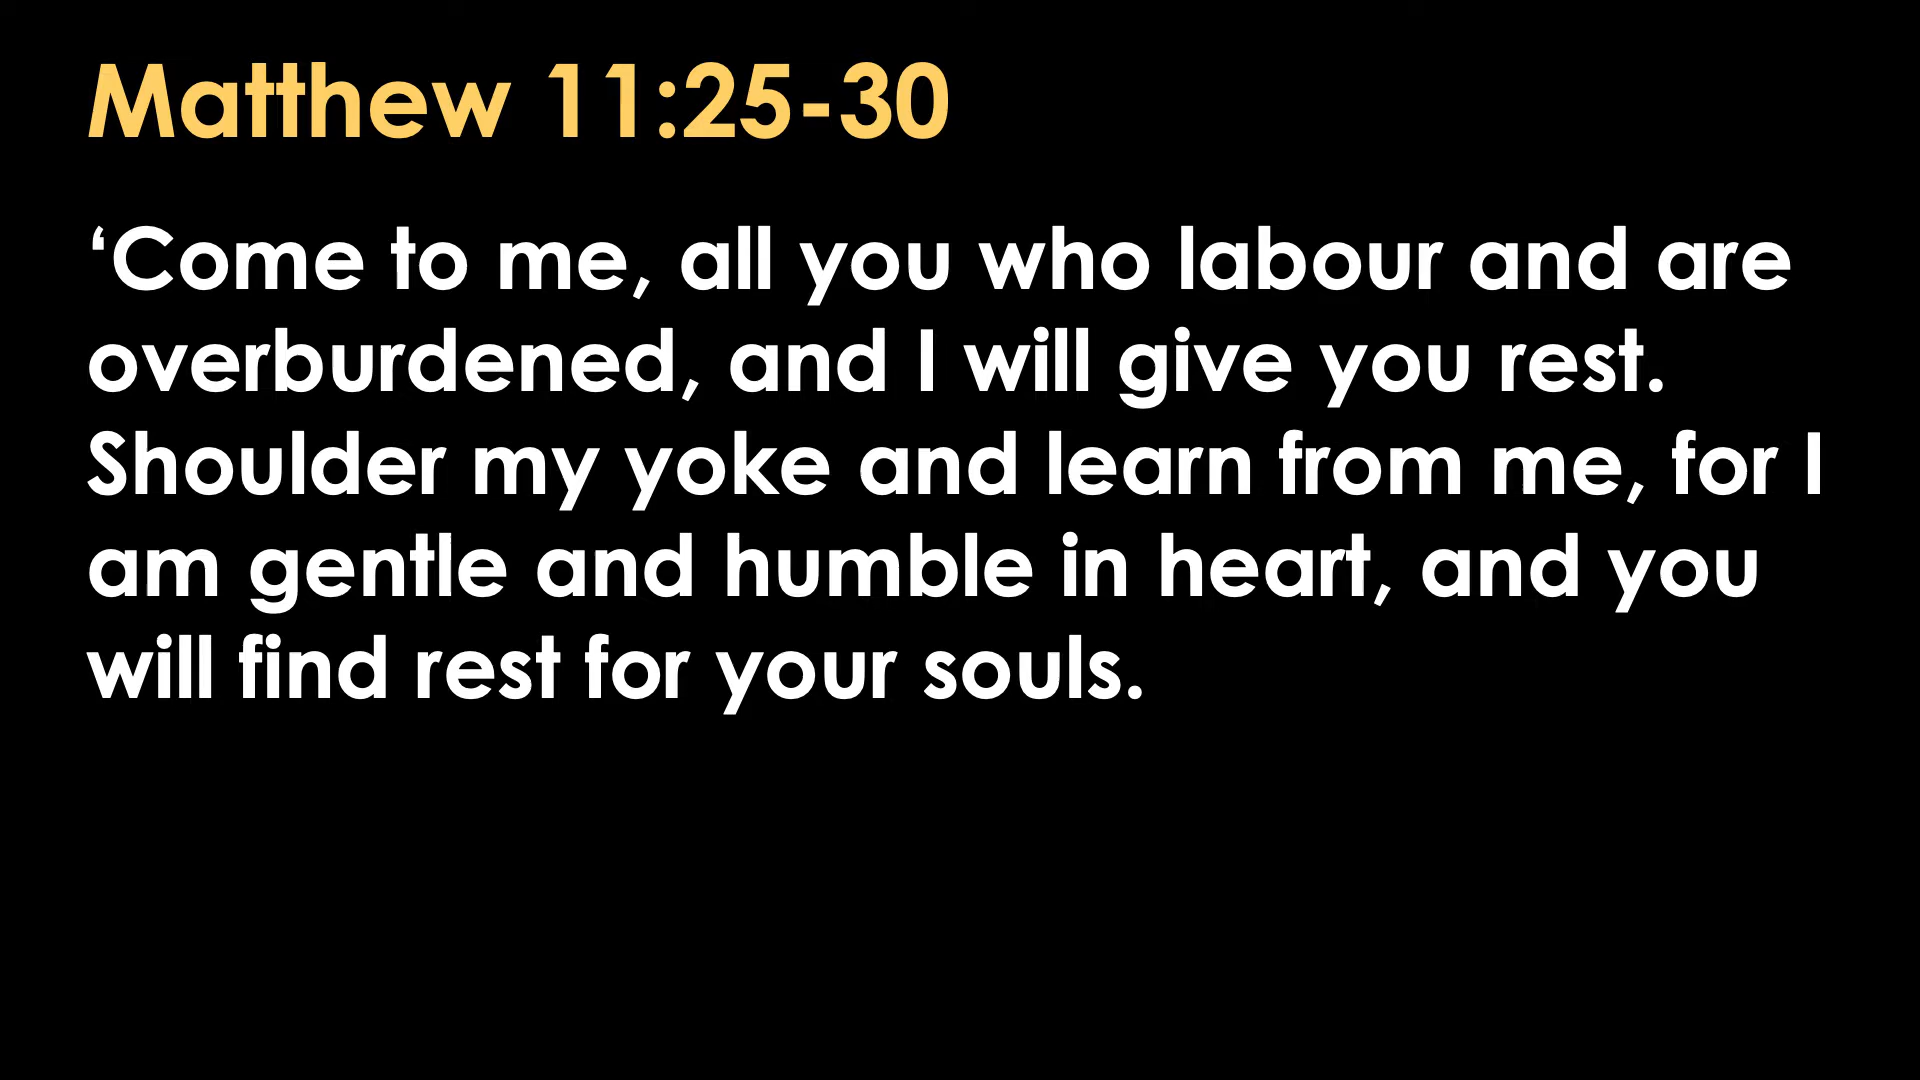 Matthew 11:25-30
‘Come to me, all you who labour and are
overburdened, and I will give you rest.
Shoulder my yoke and learn from me, for I
am gentle and humble in heart, and you
will find rest for your souls.